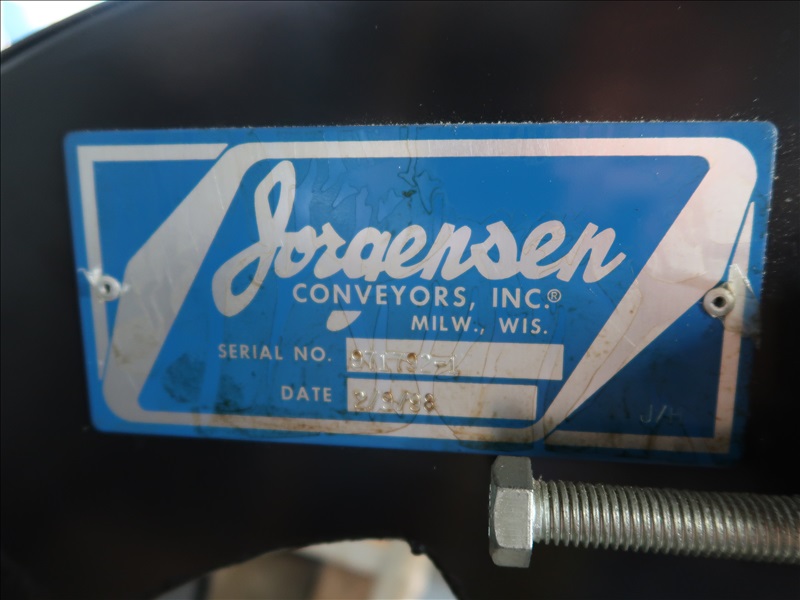 Jorgensen
CONVEYORS, INC.®
MILW., WIS.
SERIAL NO.
DATE